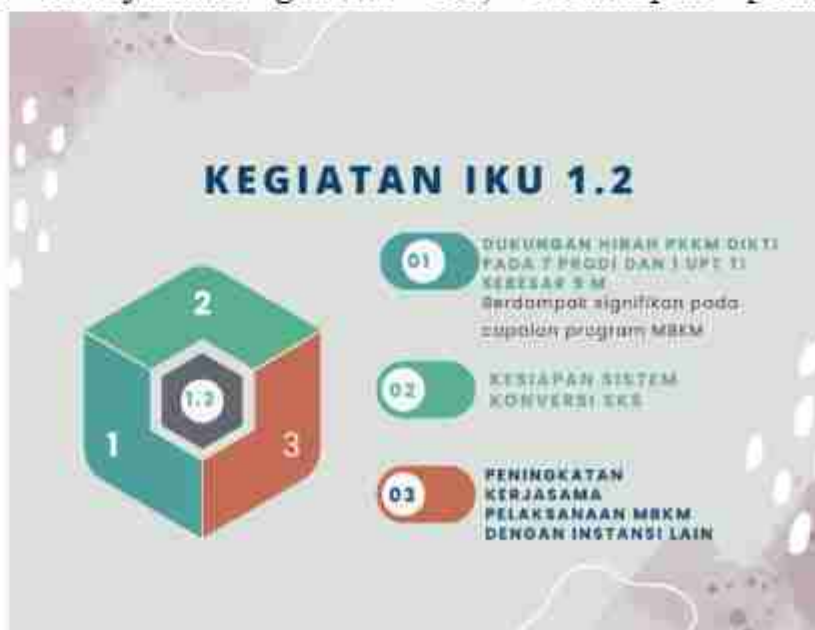 KEGIATAN IKU 1.2
2
1
3
1.2
01
DUKUNGAN HIBAH PKKM DIKTI
PADA 7 PRODI DAN 1 UPT TI
SEBESAR 9 M
Berdampak signifikan pada
capaian program MBKM
02
KESIAPAN SISTEM
KONVERSI SKS
03
PENINGKATAN
KERJASAMA
PELAKSANAAN MBKM
DENGAN INSTANSI LAIN